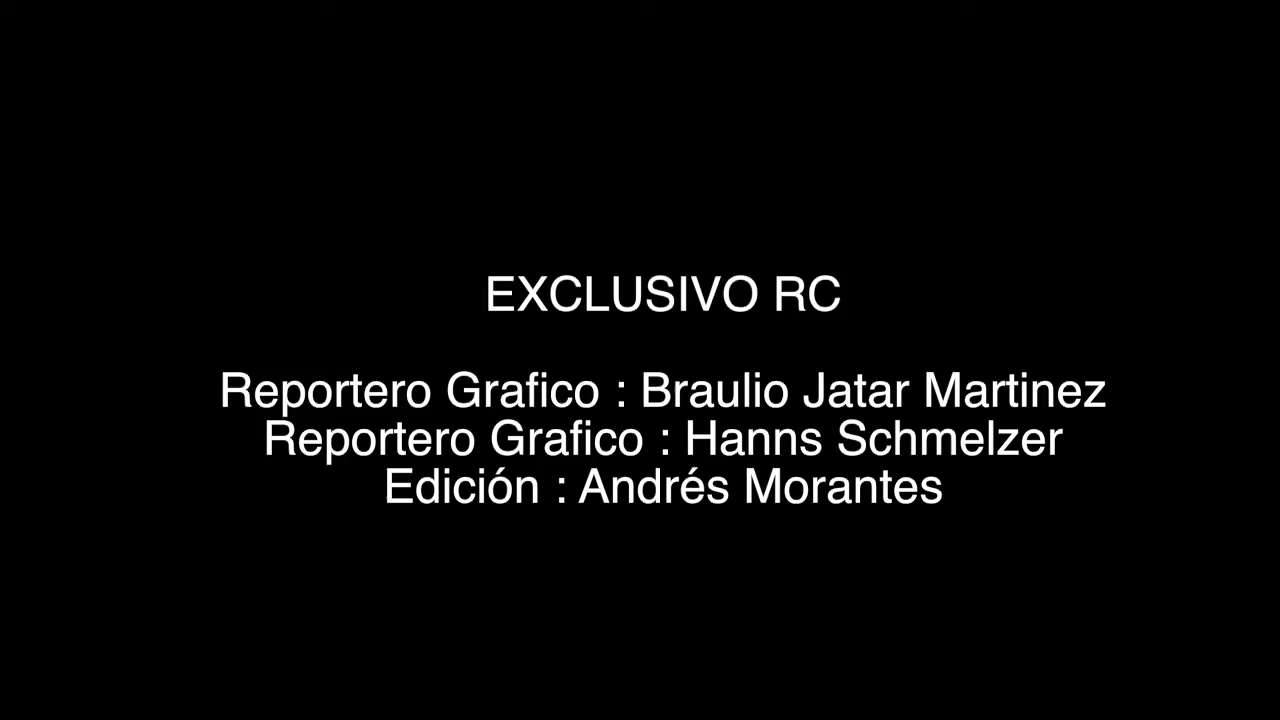 EXCLUSIVO RC
Reportero Grafico : Braulio Jatar Martinez
Reportero Grafico : Hanns Schmelzer
Edición : Andrés Morantes